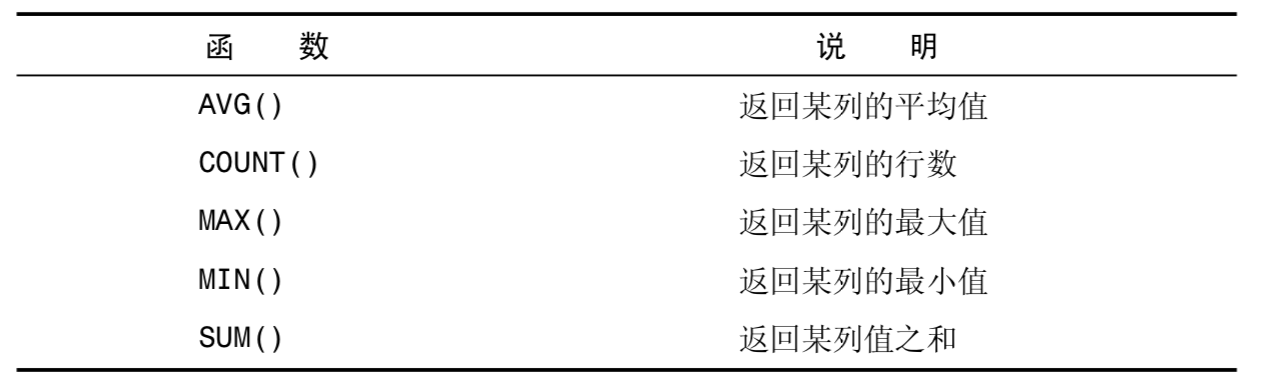 函 数 说 明
AVG() 返回某列的平均值
COUNT() 返回某列的行数
MAX() 返回某列的最大值
MIN() 返回某列的最小值
SUM() 返回某列值之和